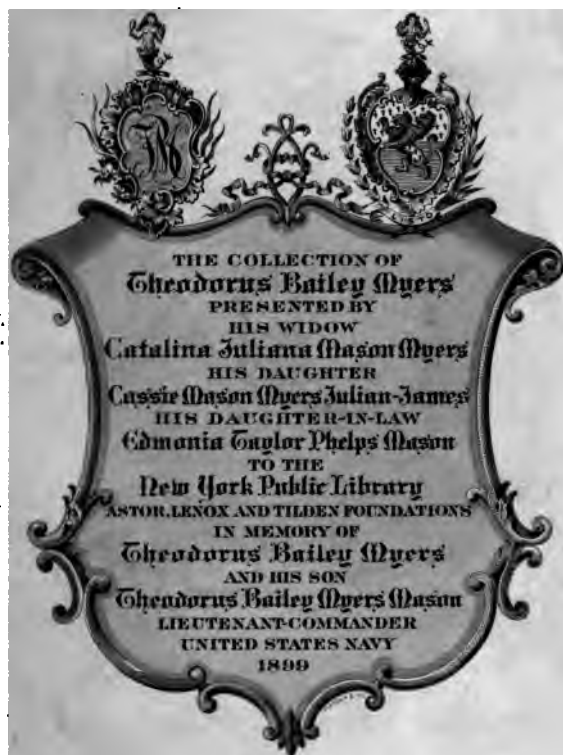 THE COLLECTION OF
Theodorus Bailey Myers
PRESENTED BY
HIS WIDOW
Catalina Juliana Mason Myers
HIS DAUGHTER
Cassie Mason Myers Julian-James
HIS DAUGHTER-IN-LAW
Edmonia Taylor Phelps Mason
TO THE
New York Public Library
ASTOR, LENOX AND TILDEN FOUNDATIONS
IN MEMORY OF
Theodorus Bailey Myers
AND HIS SON
Theodorus Bailey Myers Mason
LIEUTENANT-COMMANDER
UNITED STATES NAVY
1899